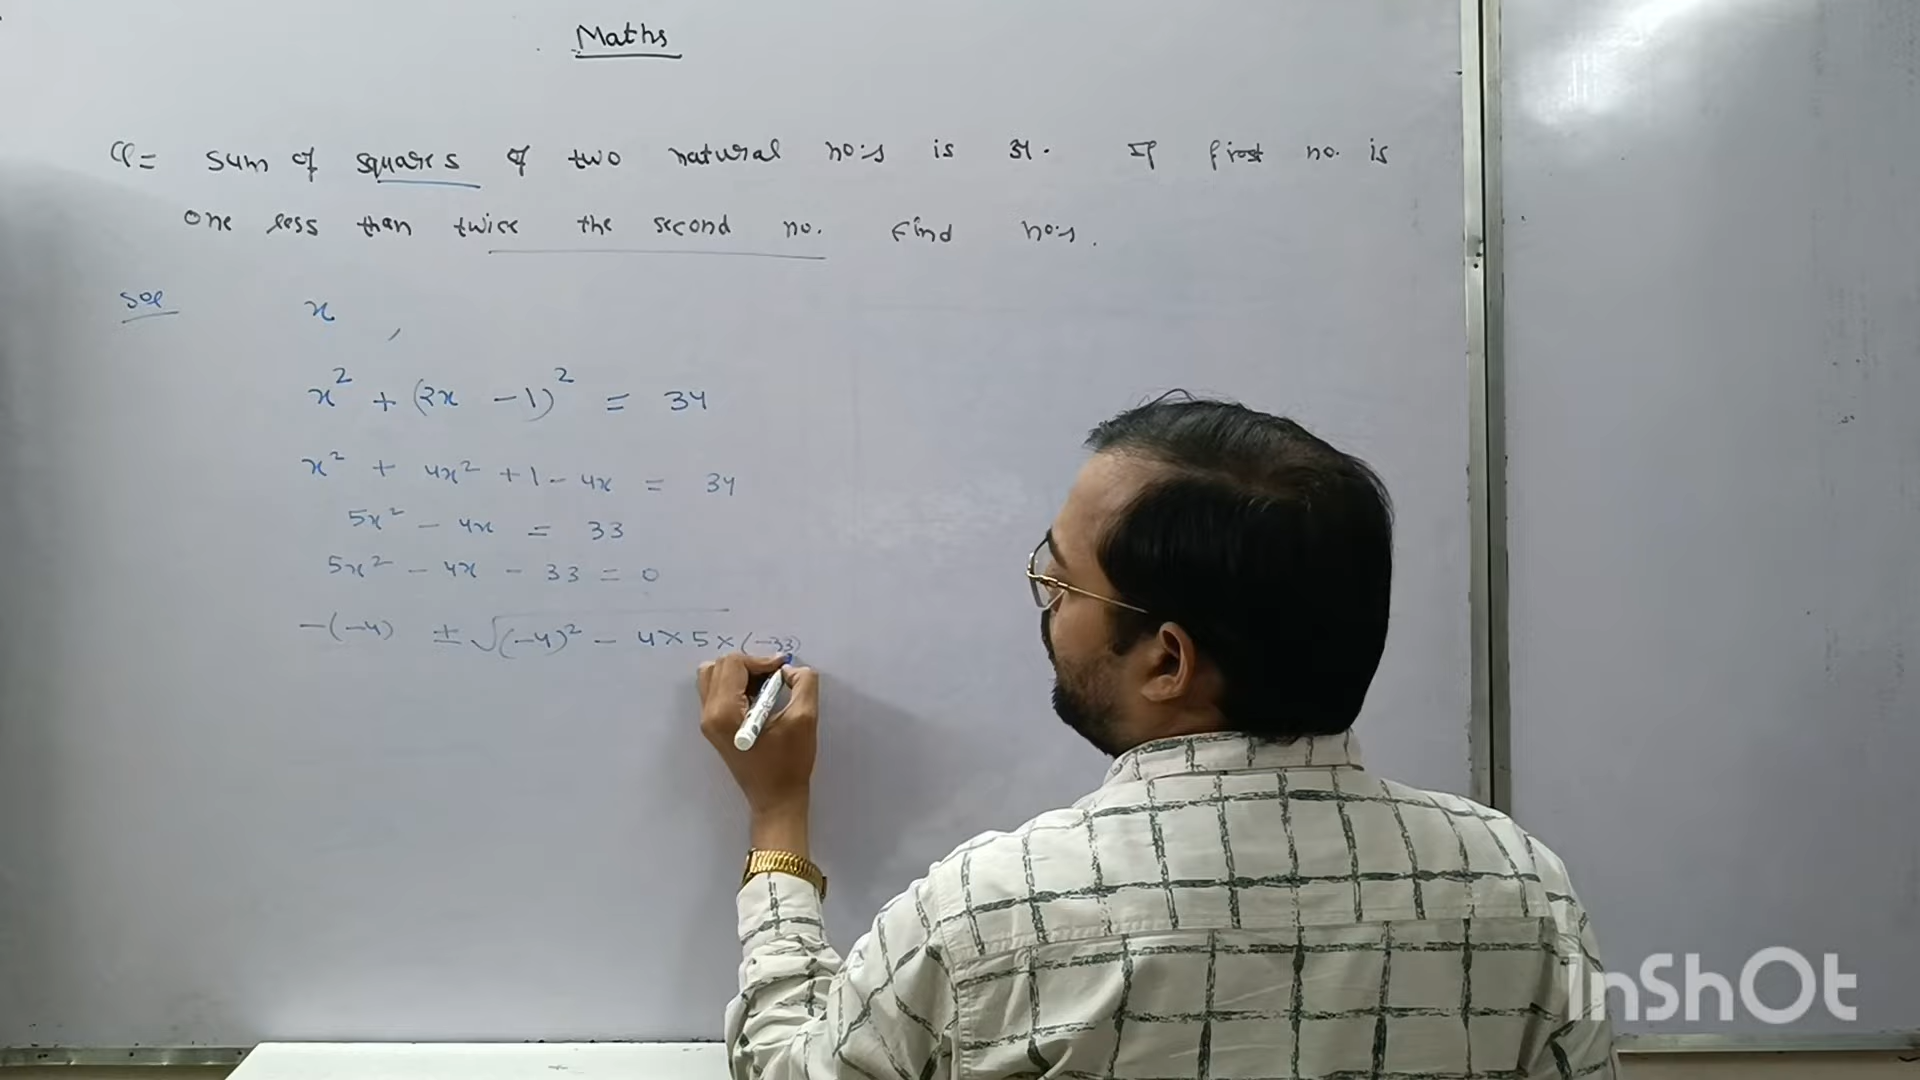 Maths
Q= Sum of squares of two natural no:s is 34. If first no. is
one less than twice the second no. Find no:s.
Sol x ,
x² + (2x - 1)² = 34
x² + 4x² + 1 - 4x = 34
5x² - 4x = 33
5x² - 4x - 33 = 0
-(-4) ± √(-4)² - 4×5×(-33)
InShOt